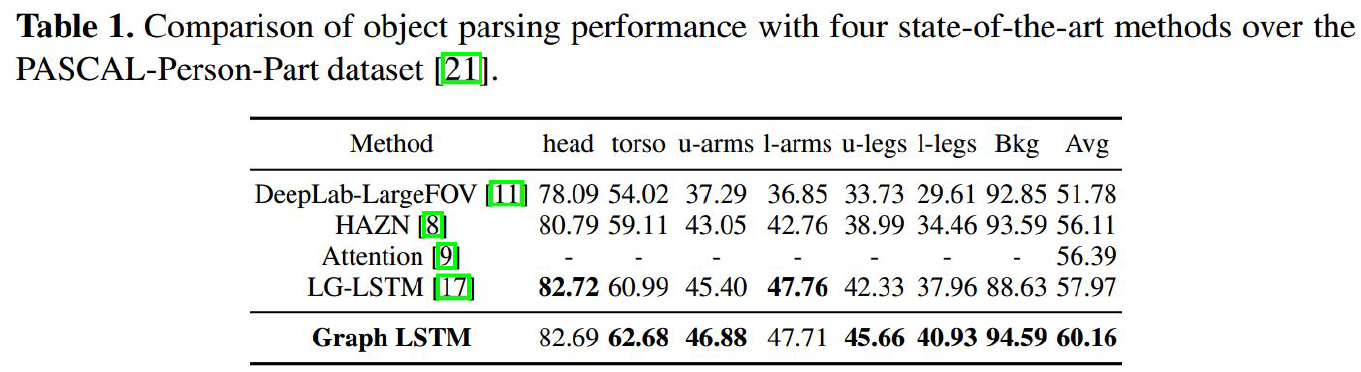 Table 1. Comparison of object parsing performance with four state-of-the-art methods over the
PASCAL-Person-Part dataset [21].
Method head torso u-arms l-arms u-legs l-legs Bkg Avg
DeepLab-LargeFOV [11] 78.09 54.02 37.29 36.85 33.73 29.61 92.85 51.78
HAZN [8] 80.79 59.11 43.05 42.76 38.99 34.46 93.59 56.11
Attention [9] - - - - - - - 56.39
LG-LSTM [17] 82.72 60.99 45.40 47.76 42.33 37.96 88.63 57.97
Graph LSTM 82.69 62.68 46.88 47.71 45.66 40.93 94.59 60.16